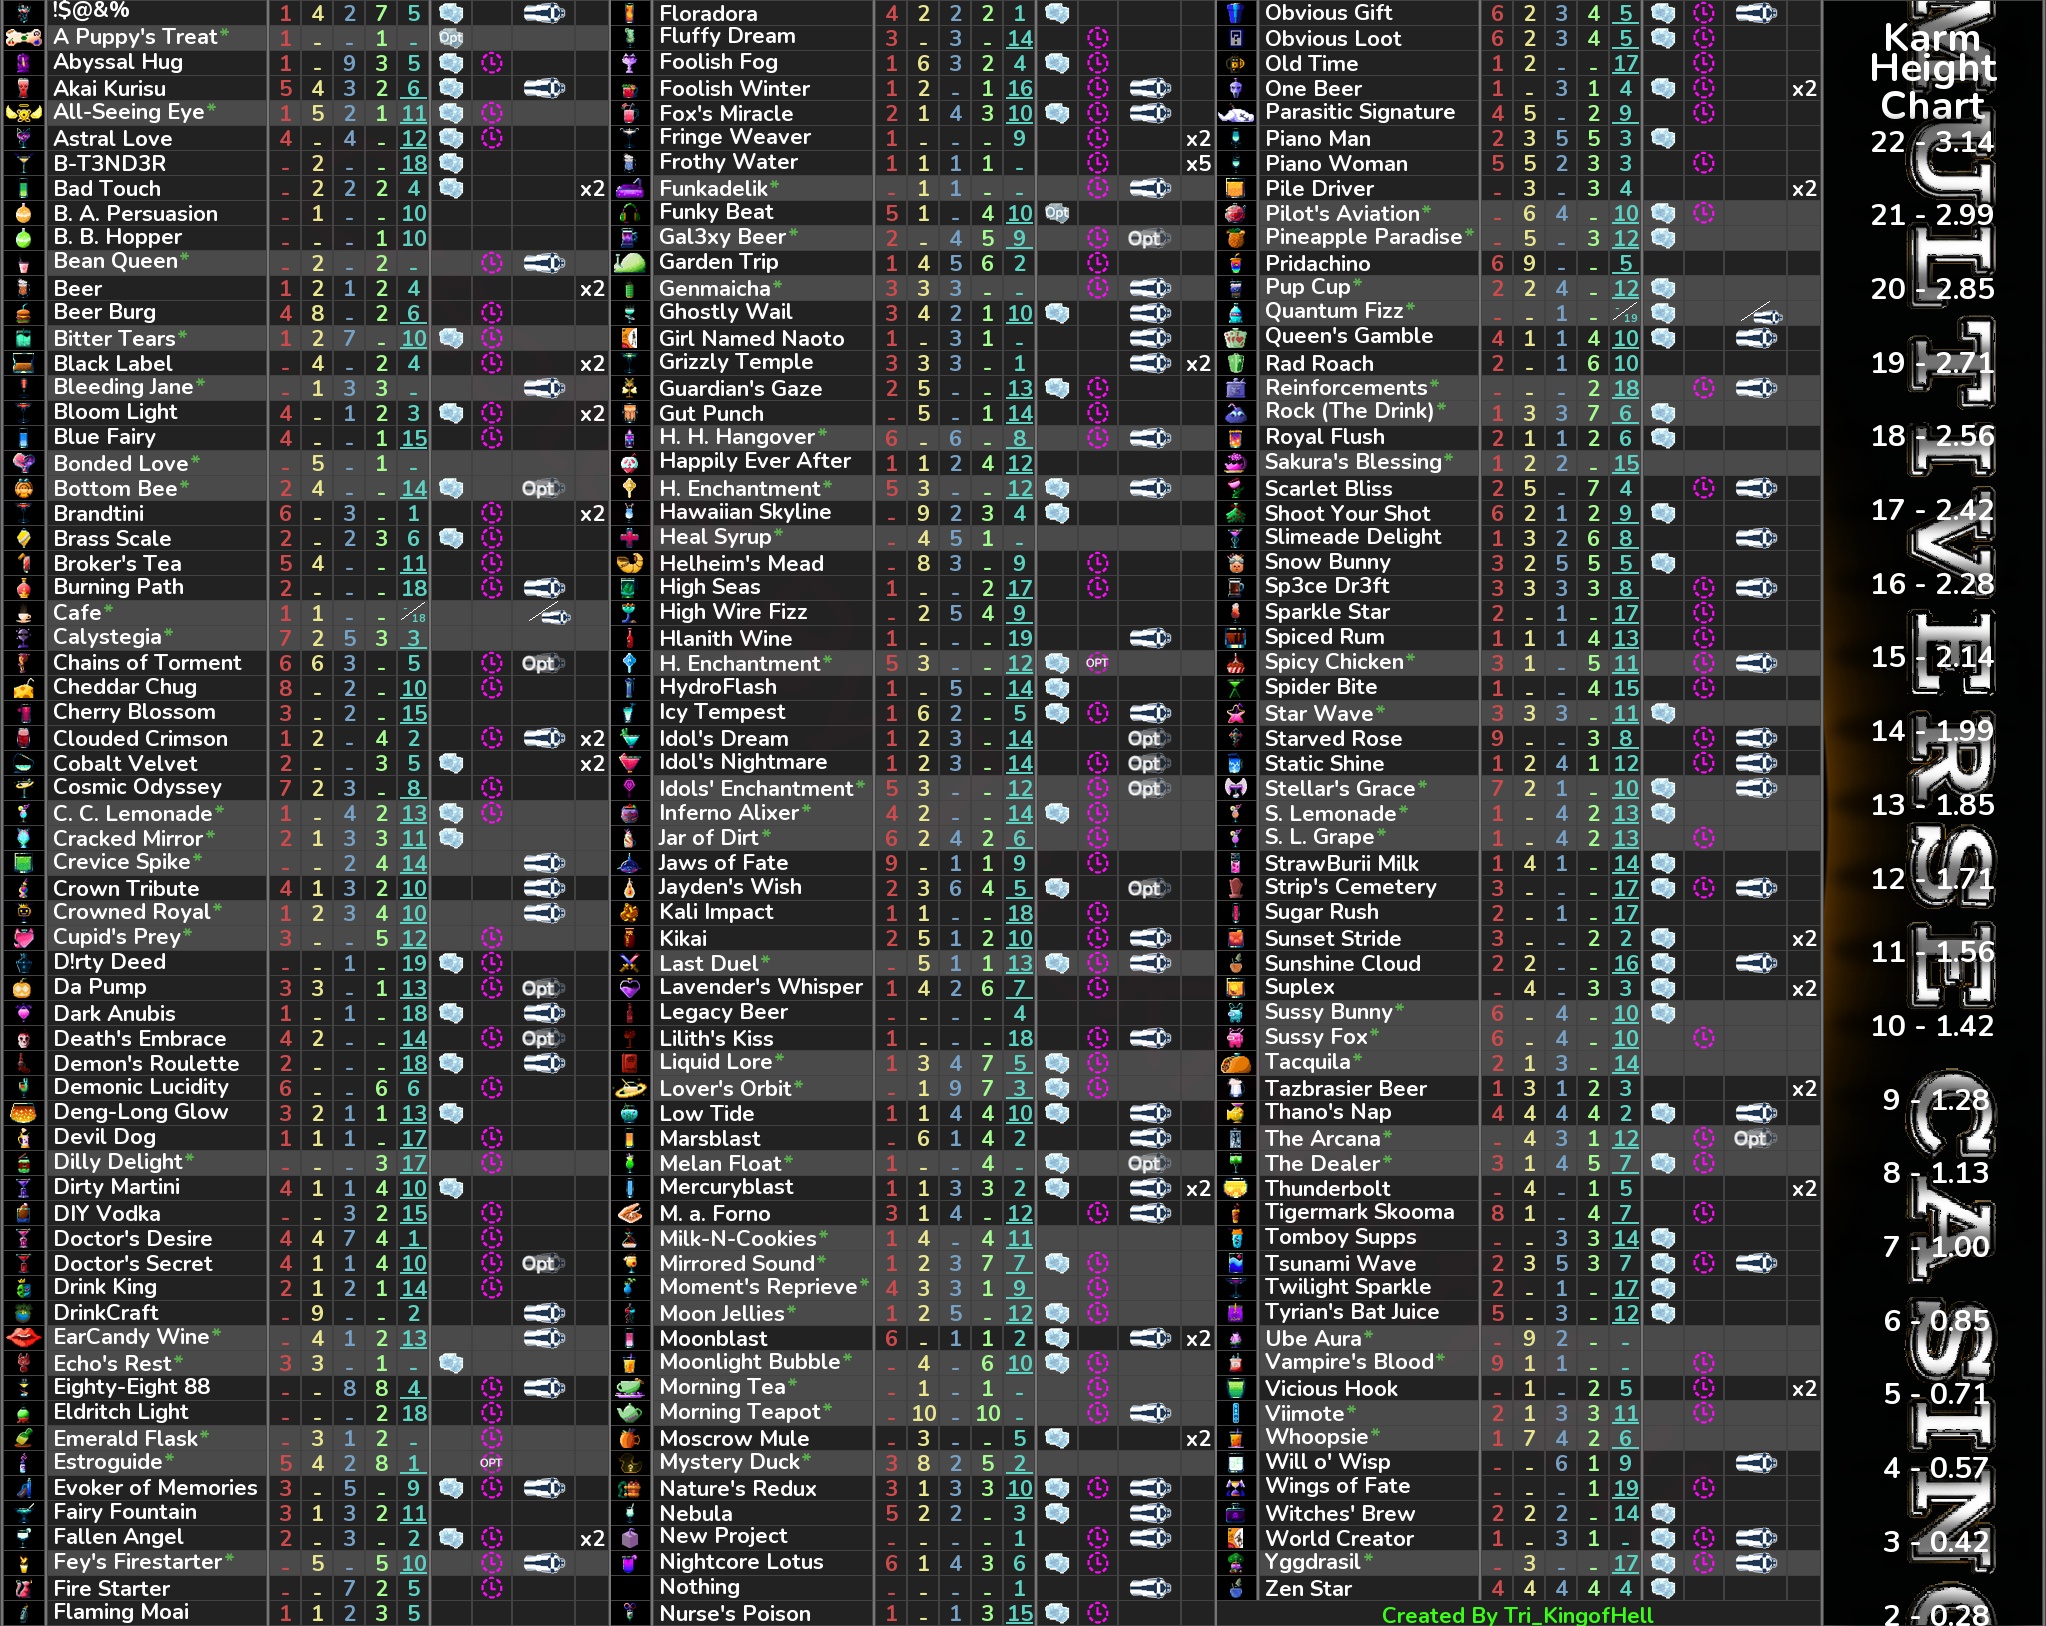 !$@&% 1 4 2 7 5
A Puppy's Treat* 1 - - 1 - Opt
Abyssal Hug 1 - 9 3 5
Akai Kurisu 5 4 3 2 6
All-Seeing Eye* 1 5 2 1 11
Astral Love 4 - 4 - 12
B-T3ND3R - 2 - - 18
Bad Touch - 2 2 2 4 x2
B. A. Persuasion - 1 - - 10
B. B. Hopper - - - 1 10
Bean Queen* - 2 - 2 -
Beer 1 2 1 2 4 x2
Beer Burg 4 8 - 2 6
Bitter Tears* 1 2 7 - 10
Black Label - 4 - 2 4 x2
Bleeding Jane* - 1 3 3 -
Bloom Light 4 - 1 2 3 x2
Blue Fairy 4 - - 1 15
Bonded Love* - 5 - 1 -
Bottom Bee* 2 4 - - 14 Opt
Brandtini 6 - 3 - 1 x2
Brass Scale 2 - 2 3 6
Broker's Tea 5 4 - - 11
Burning Path 2 - - - 18
Cafe* 1 1 - - -/18
Calystegia* 7 2 5 3 3
Chains of Torment 6 6 3 - 5 Opt
Cheddar Chug 8 - 2 - 10
Cherry Blossom 3 - 2 - 15
Clouded Crimson 1 2 - 4 2 x2
Cobalt Velvet 2 - - 3 5 x2
Cosmic Odyssey 7 2 3 - 8
C. C. Lemonade* 1 - 4 2 13
Cracked Mirror* 2 1 3 3 11
Crevice Spike* - - 2 4 14
Crown Tribute 4 1 3 2 10
Crowned Royal* 1 2 3 4 10
Cupid's Prey* 3 - - 5 12
D!rty Deed - - 1 - 19
Da Pump 3 3 - 1 13 Opt
Dark Anubis 1 - 1 - 18
Death's Embrace 4 2 - - 14 Opt
Demon's Roulette 2 - - - 18
Demonic Lucidity 6 - - 6 6
Deng-Long Glow 3 2 1 1 13
Devil Dog 1 1 1 - 17
Dilly Delight* - - - 3 17
Dirty Martini 4 1 1 4 10
DIY Vodka - - 3 2 15
Doctor's Desire 4 4 7 4 1
Doctor's Secret 4 1 1 4 10 Opt
Drink King 2 1 2 1 14
DrinkCraft - 9 - - 2
EarCandy Wine* - 4 1 2 13
Echo's Rest* 3 3 - 1 -
Eighty-Eight 88 - - 8 8 4
Eldritch Light - - - 2 18
Emerald Flask* - 3 1 2 -
Estroguide* 5 4 2 8 1 OPT
Evoker of Memories 3 - 5 - 9
Fairy Fountain 3 1 3 2 11
Fallen Angel 2 - 3 - 2 x2
Fey's Firestarter* - 5 - 5 10
Fire Starter - - 7 2 5
Flaming Moai 1 1 2 3 5
Floradora 4 2 2 2 1
Fluffy Dream 3 - 3 - 14
Foolish Fog 1 6 3 2 4
Foolish Winter 1 2 - 1 16
Fox's Miracle 2 1 4 3 10
Fringe Weaver 1 - - - 9 x2
Frothy Water 1 1 1 1 - x5
Funkadelik* - 1 1 - -
Funky Beat 5 1 - 4 10 Opt
Gal3xy Beer* 2 - 4 5 9 Opt
Garden Trip 1 4 5 6 2
Genmaicha* 3 3 3 - -
Ghostly Wail 3 4 2 1 10
Girl Named Naoto 1 - 3 1 -
Grizzly Temple 3 3 3 - 1 x2
Guardian's Gaze 2 5 - - 13
Gut Punch - 5 - 1 14
H. H. Hangover* 6 - 6 - 8
Happily Ever After 1 1 2 4 12
H. Enchantment* 5 3 - - 12
Hawaiian Skyline - 9 2 3 4
Heal Syrup* - 4 5 1 -
Helheim's Mead - 8 3 - 9
High Seas 1 - - 2 17
High Wire Fizz - 2 5 4 9
Hlanith Wine 1 - - - 19
H. Enchantment* 5 3 - - 12 OPT
HydroFlash 1 - 5 - 14
Icy Tempest 1 6 2 - 5
Idol's Dream 1 2 3 - 14 Opt
Idol's Nightmare 1 2 3 - 14 Opt
Idols' Enchantment* 5 3 - - 12 Opt
Inferno Alixer* 4 2 - - 14
Jar of Dirt* 6 2 4 2 6
Jaws of Fate 9 - 1 1 9
Jayden's Wish 2 3 6 4 5 Opt
Kali Impact 1 1 - - 18
Kikai 2 5 1 2 10
Last Duel* - 5 1 1 13
Lavender's Whisper 1 4 2 6 7
Legacy Beer - - - - 4
Lilith's Kiss 1 - - - 18
Liquid Lore* 1 3 4 7 5
Lover's Orbit* - 1 9 7 3
Low Tide 1 1 4 4 10
Marsblast - 6 1 4 2
Melan Float* 1 - - 4 - Opt
Mercuryblast 1 1 3 3 2 x2
M. a. Forno 3 1 4 - 12
Milk-N-Cookies* 1 4 - 4 11
Mirrored Sound* 1 2 3 7 7
Moment's Reprieve* 4 3 3 1 9
Moon Jellies* 1 2 5 - 12
Moonblast 6 - 1 1 2 x2
Moonlight Bubble* - 4 - 6 10
Morning Tea* - 1 - 1 -
Morning Teapot* - 10 - 10 -
Moscrow Mule - 3 - - 5 x2
Mystery Duck* 3 8 2 5 2
Nature's Redux 3 1 3 3 10
Nebula 5 2 2 - 3
New Project - - - - 1
Nightcore Lotus 6 1 4 3 6
Nothing - - - - 1
Nurse's Poison 1 - 1 3 15
Obvious Gift 6 2 3 4 5
Obvious Loot 6 2 3 4 5
Old Time 1 2 - - 17
One Beer 1 - 3 1 4 x2
Parasitic Signature 4 5 - 2 9
Piano Man 2 3 5 5 3
Piano Woman 5 5 2 3 3
Pile Driver - 3 - 3 4 x2
Pilot's Aviation* - 6 4 - 10
Pineapple Paradise* - 5 - 3 12
Pridachino 6 9 - - 5
Pup Cup* 2 2 4 - 12
Quantum Fizz* - - 1 - -/19
Queen's Gamble 4 1 1 4 10
Rad Roach 2 - 1 6 10
Reinforcements* - - - 2 18
Rock (The Drink)* 1 3 3 7 6
Royal Flush 2 1 1 2 6
Sakura's Blessing* 1 2 2 - 15
Scarlet Bliss 2 5 - 7 4
Shoot Your Shot 6 2 1 2 9
Slimeade Delight 1 3 2 6 8
Snow Bunny 3 2 5 5 5
Sp3ce Dr3ft 3 3 3 3 8
Sparkle Star 2 - 1 - 17
Spiced Rum 1 1 1 4 13
Spicy Chicken* 3 1 - 5 11
Spider Bite 1 - - 4 15
Star Wave* 3 3 3 - 11
Starved Rose 9 - - 3 8
Static Shine 1 2 4 1 12
Stellar's Grace* 7 2 1 - 10
S. Lemonade* 1 - 4 2 13
S. L. Grape* 1 - 4 2 13
StrawBurii Milk 1 4 1 - 14
Strip's Cemetery 3 - - - 17
Sugar Rush 2 - 1 - 17
Sunset Stride 3 - - 2 2 x2
Sunshine Cloud 2 2 - - 16
Suplex - 4 - 3 3 x2
Sussy Bunny* 6 - 4 - 10
Sussy Fox* 6 - 4 - 10
Tacquila* 2 1 3 - 14
Tazbrasier Beer 1 3 1 2 3 x2
Thano's Nap 4 4 4 4 2
The Arcana* - 4 3 1 12 Opt
The Dealer* 3 1 4 5 7
Thunderbolt - 4 - 1 5 x2
Tigermark Skooma 8 1 - 4 7
Tomboy Supps - - 3 3 14
Tsunami Wave 2 3 5 3 7
Twilight Sparkle 2 - 1 - 17
Tyrian's Bat Juice 5 - 3 - 12
Ube Aura* - 9 2 - -
Vampire's Blood* 9 1 1 - -
Vicious Hook - 1 - 2 5 x2
Viimote* 2 1 3 3 11
Whoopsie* 1 7 4 2 6
Will o' Wisp - - 6 1 9
Wings of Fate - - - 1 19
Witches' Brew 2 2 2 - 14
World Creator 1 - 3 1 -
Yggdrasil* - 3 - - 17
Zen Star 4 4 4 4 4
Created By Tri_KingofHell
Karm
Height
Chart
22 - 3.14
21 - 2.99
20 - 2.85
19 - 2.71
18 - 2.56
17 - 2.42
16 - 2.28
15 - 2.14
14 - 1.99
13 - 1.85
12 - 1.71
11 - 1.56
10 - 1.42
9 - 1.28
8 - 1.13
7 - 1.00
6 - 0.85
5 - 0.71
4 - 0.57
3 - 0.42
2 - 0.28